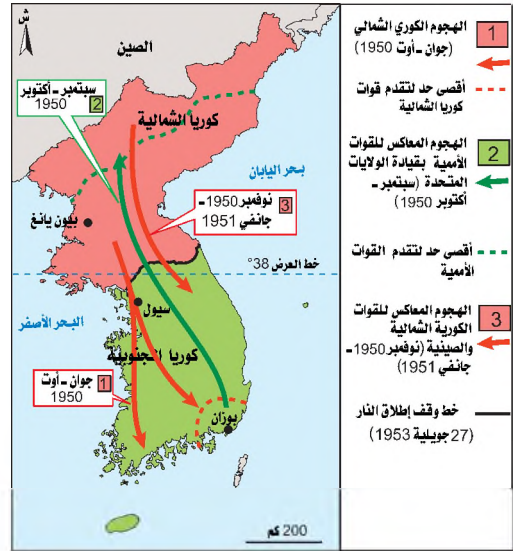 ش
الصين
سبتمبر - أكتوبر
1950
2
كوريا الشمالية
بحر اليابان
نوفمبر 1950-
جانفي 1951
3
بيون يانغ
خط العرض 38°
سيول
البحر الأصفر
كوريا الجنوبية
جوان - أوت
1950
1
بوزان
200 كم
1
الهجوم الكوري الشمالي
(جوان-أوت 1950)
أقصى حد لتقدم قوات
كوريا الشمالية
2
الهجوم المعاكس للقوات
الأممية بقيادة الولايات
المتحدة (سبتمبر-
أكتوبر 1950)
أقصى حد لتقدم القوات
الأممية
3
الهجوم المعاكس للقوات
الكورية الشمالية
والصينية (نوفمبر 1950-
جانفي 1951)
خط وقف إطلاق النار
(27 جويلية 1953)